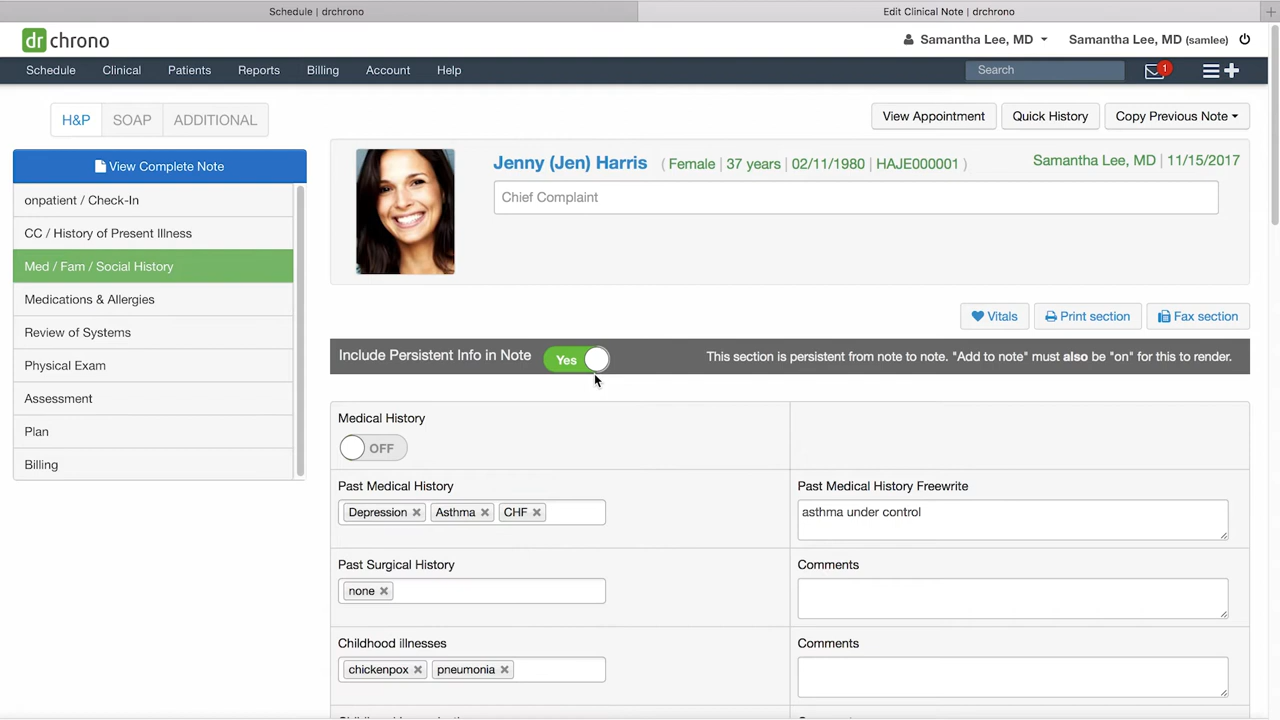 Schedule | drchrono
Edit Clinical Note | drchrono
+
dr chrono
Samantha Lee, MD
Samantha Lee, MD (samlee)
Schedule Clinical Patients Reports Billing Account Help
Search
1
H&P SOAP ADDITIONAL
View Appointment Quick History Copy Previous Note
View Complete Note
onpatient / Check-In
CC / History of Present Illness
Med / Fam / Social History
Medications & Allergies
Review of Systems
Physical Exam
Assessment
Plan
Billing
Jenny (Jen) Harris ( Female | 37 years | 02/11/1980 | HAJE000001 )
Samantha Lee, MD | 11/15/2017
Chief Complaint
Vitals Print section Fax section
Include Persistent Info in Note Yes
This section is persistent from note to note. "Add to note" must also be "on" for this to render.
Medical History
OFF
Past Medical History
Depression × Asthma × CHF ×
Past Medical History Freewrite
asthma under control
Past Surgical History
none ×
Comments
Childhood illnesses
chickenpox × pneumonia ×
Comments